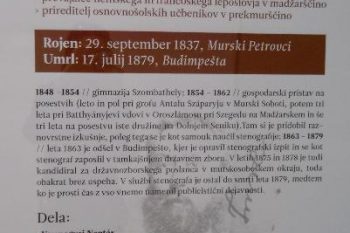 nemškega in francoskega leposlovja v madžarščino
› prireditelj osnovnošolskih učbenikov v prekmurščino
Rojen: 29. september 1837, Murski Petrovci
Umrl: 17. julij 1879, Budimpešta
1848 -1854 // gimnazija Szombathely; 1854 – 1862 // gospodarski pristav na
posestvih (leto in pol pri grofu Antalu Száparyju v Murski Soboti, potem tri
leta pri Batthyányjevi vdovi v Oroszlánju pri Szegedu na Madžarskem in še
tri leta na posestvu iste družine na Dolnjem Seniku). Tam si je pridobil raz-
novrstne izkušnje, poleg tega se je kot samouk naučil stenografije; 1863 – 1879
// leta 1863 je odšel v Budimpešto, kjer je opravil stenografski izpit in se kot
stenograf zaposlil v tamkajšnjem državnem zboru. V letih 1875 in 1878 je tudi
kandidiral za državnozborskega poslanca v murskosoboškem okraju, toda
obakrat brez uspeha. V službi stenografa je ostal do smrti leta 1879, medtem
ko je prosti čas z vso vnemo namenil publicistični dejavnosti.
Dela: